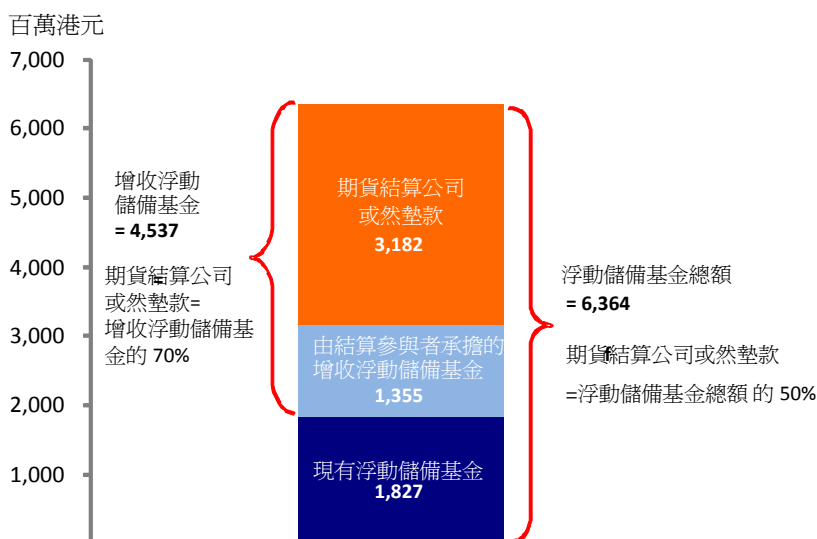 百萬港元
7,000
6,000
5,000
4,000
3,000
2,000
1,000
增收浮動
儲備基金
= 4,537
期貨結算公司
或然墊款=
增收浮動儲備基
金的 70%
期貨結算公司
或然墊款
3,182
由結算參與者承擔的
增收浮動儲備基金
1,355
現有浮動儲備基金
1,827
浮動儲備基金總額
= 6,364
期貨結算公司或然墊款
=浮動儲備基金總額 的 50%